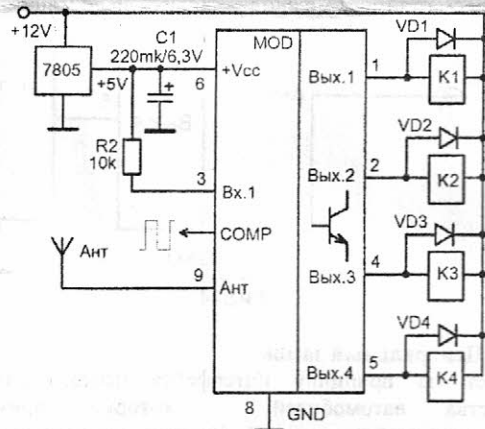 +12V
7805
+5V
C1
220mk/6,3V
R2
10k
MOD
6
+Vcc
3
Вх.1
COMP
Ант
9
Ант
8
GND
Вых.1
1
VD1
K1
Вых.2
2
VD2
K2
Вых.3
4
VD3
K3
Вых.4
5
VD4
K4